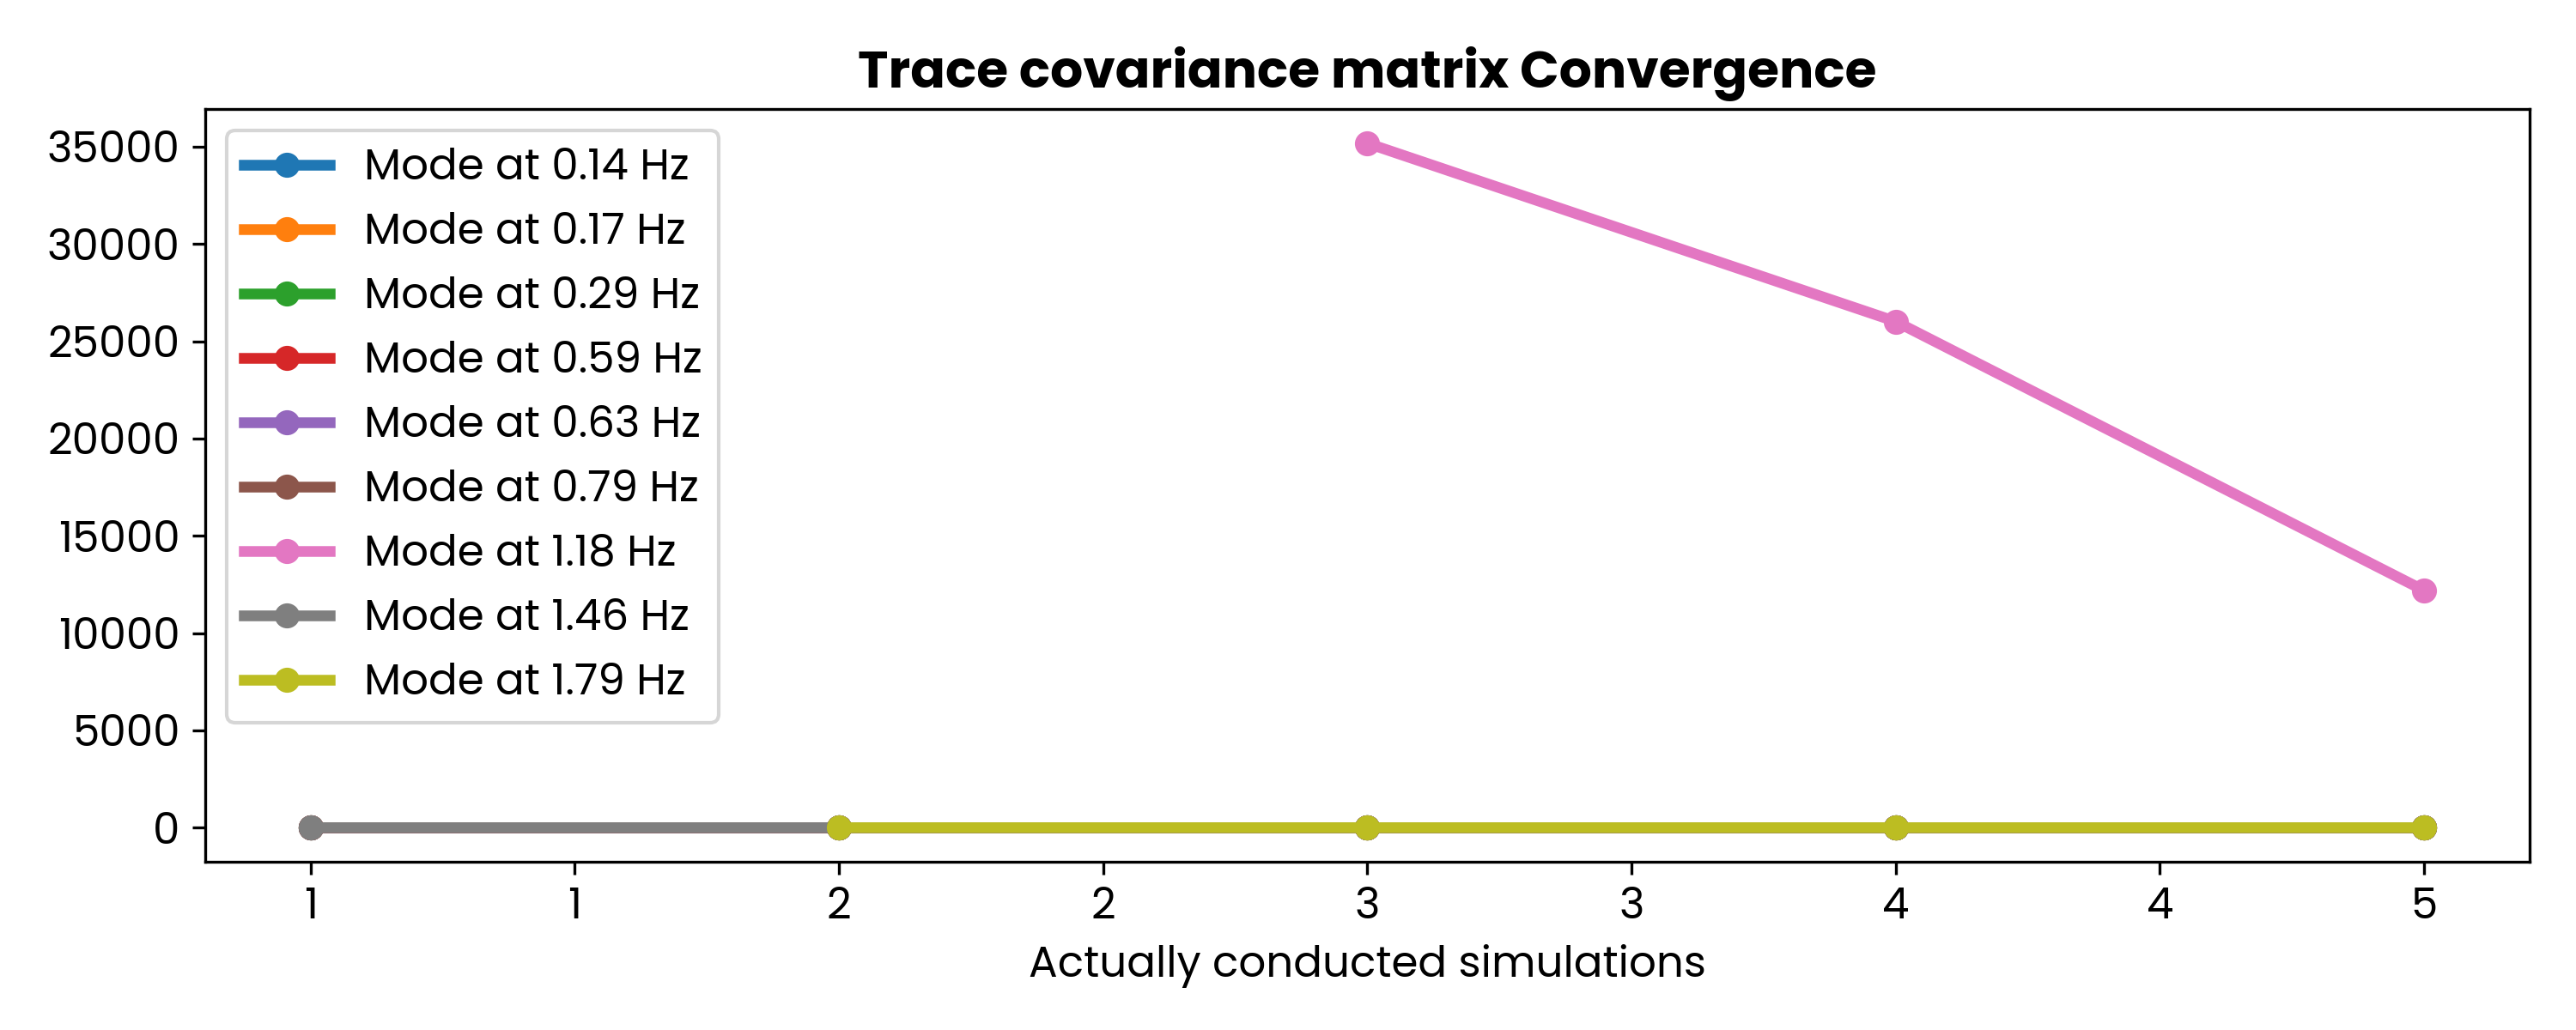 Trace covariance matrix Convergence
35000
30000
25000
20000
15000
10000
5000
0
Mode at 0.14 Hz
Mode at 0.17 Hz
Mode at 0.29 Hz
Mode at 0.59 Hz
Mode at 0.63 Hz
Mode at 0.79 Hz
Mode at 1.18 Hz
Mode at 1.46 Hz
Mode at 1.79 Hz
1 1 2 2 3 3 4 4 5
Actually conducted simulations